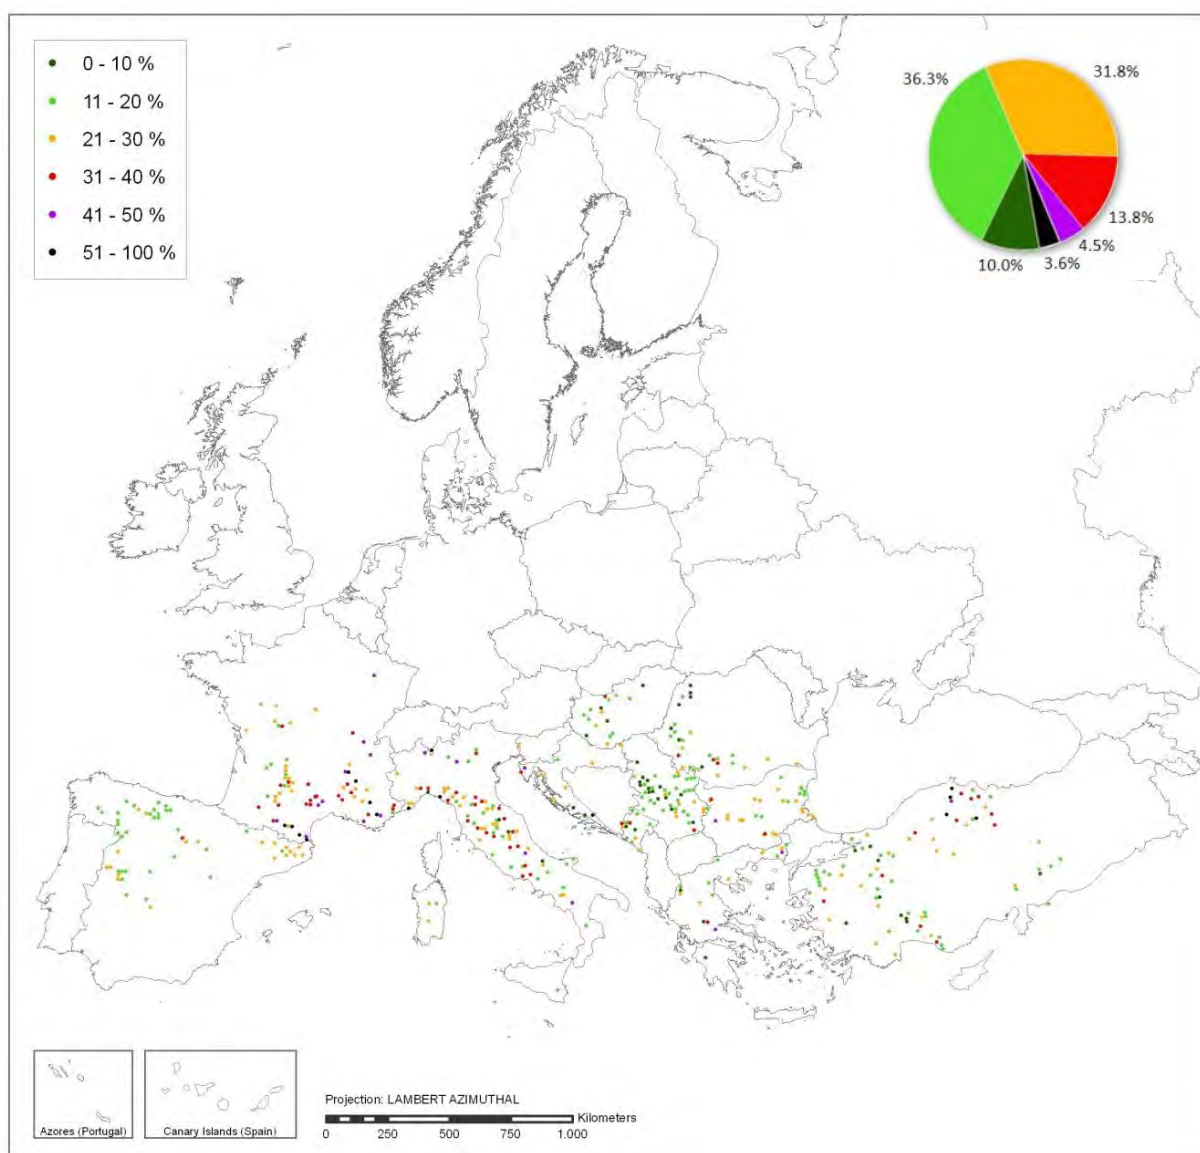 0 - 10 %
11 - 20 %
21 - 30 %
31 - 40 %
41 - 50 %
51 - 100 %
36.3%
31.8%
13.8%
4.5%
3.6%
10.0%
Azores (Portugal)
Canary Islands (Spain)
Projection: LAMBERT AZIMUTHAL
Kilometers
0 250 500 750 1.000